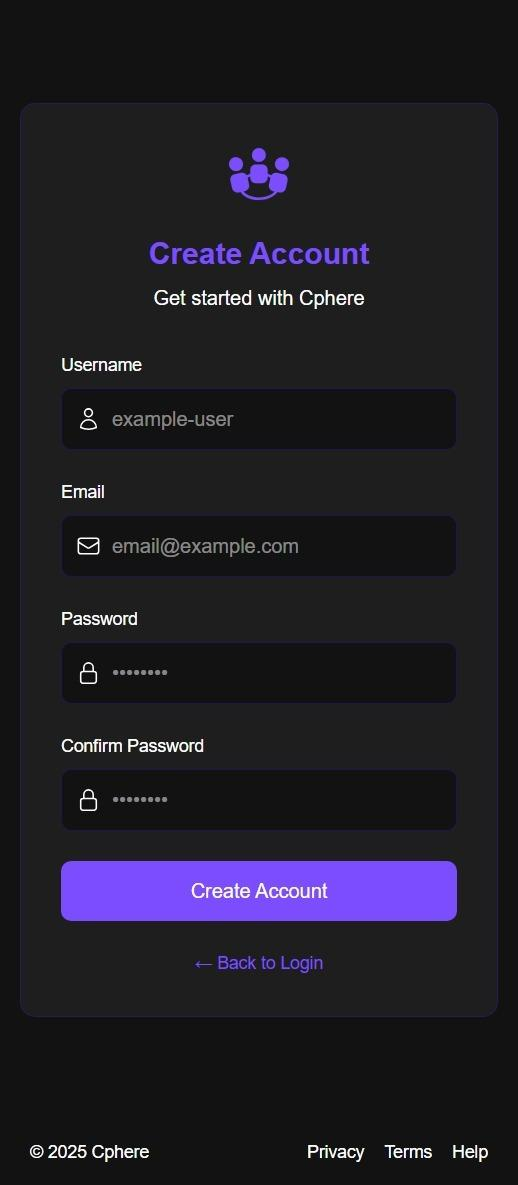 Create Account
Get started with Cphere
Username
example-user
Email
email@example.com
Password
••••••••
Confirm Password
••••••••
Create Account
← Back to Login
© 2025 Cphere Privacy Terms Help